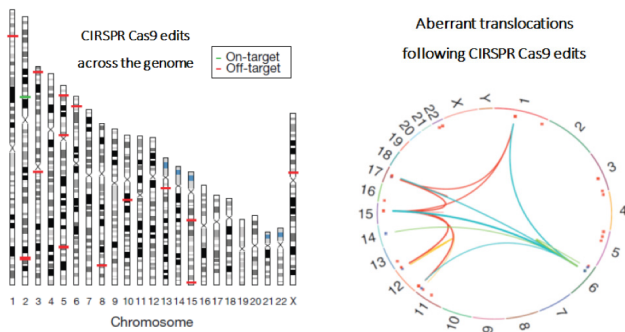 CIRSPR Cas9 edits
across the genome
On-target
Off-target
1 2 3 4 5 6 7 8 9 10 11 12 13 14 15 16 17 18 19 20 21 22 X
Chromosome
Aberrant translocations
following CIRSPR Cas9 edits
1
2
3
4
5
6
7
8
9
10
11
12
13
14
15
16
17
18
19
20
21
22
X
Y